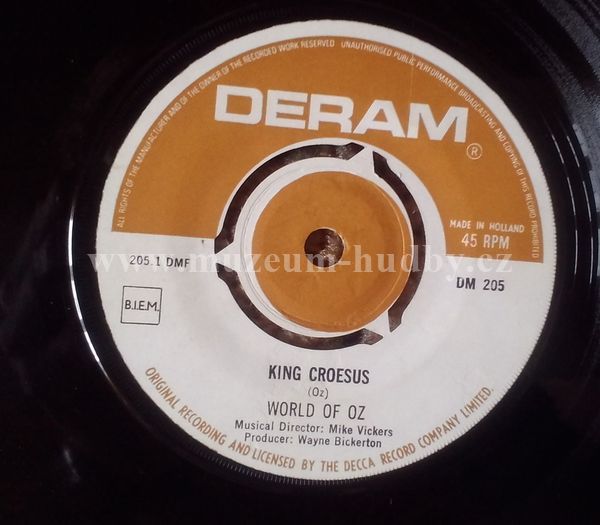 ALL RIGHTS OF THE MANUFACTURER AND OF THE OWNER OF THE RECORDED WORK RESERVED UNAUTHORISED PUBLIC PERFORMANCE BROADCASTING AND COPYING OF THIS RECORD PROHIBITED
DERAM
®
MADE IN HOLLAND
45 RPM
205.1 DMF
www.muzeum-hudby.cz
DM 205
B.I.E.M.
KING CROESUS
(Oz)
WORLD OF OZ
Musical Director: Mike Vickers
Producer: Wayne Bickerton
ORIGINAL RECORDING AND LICENSED BY THE DECCA RECORD COMPANY LIMITED.